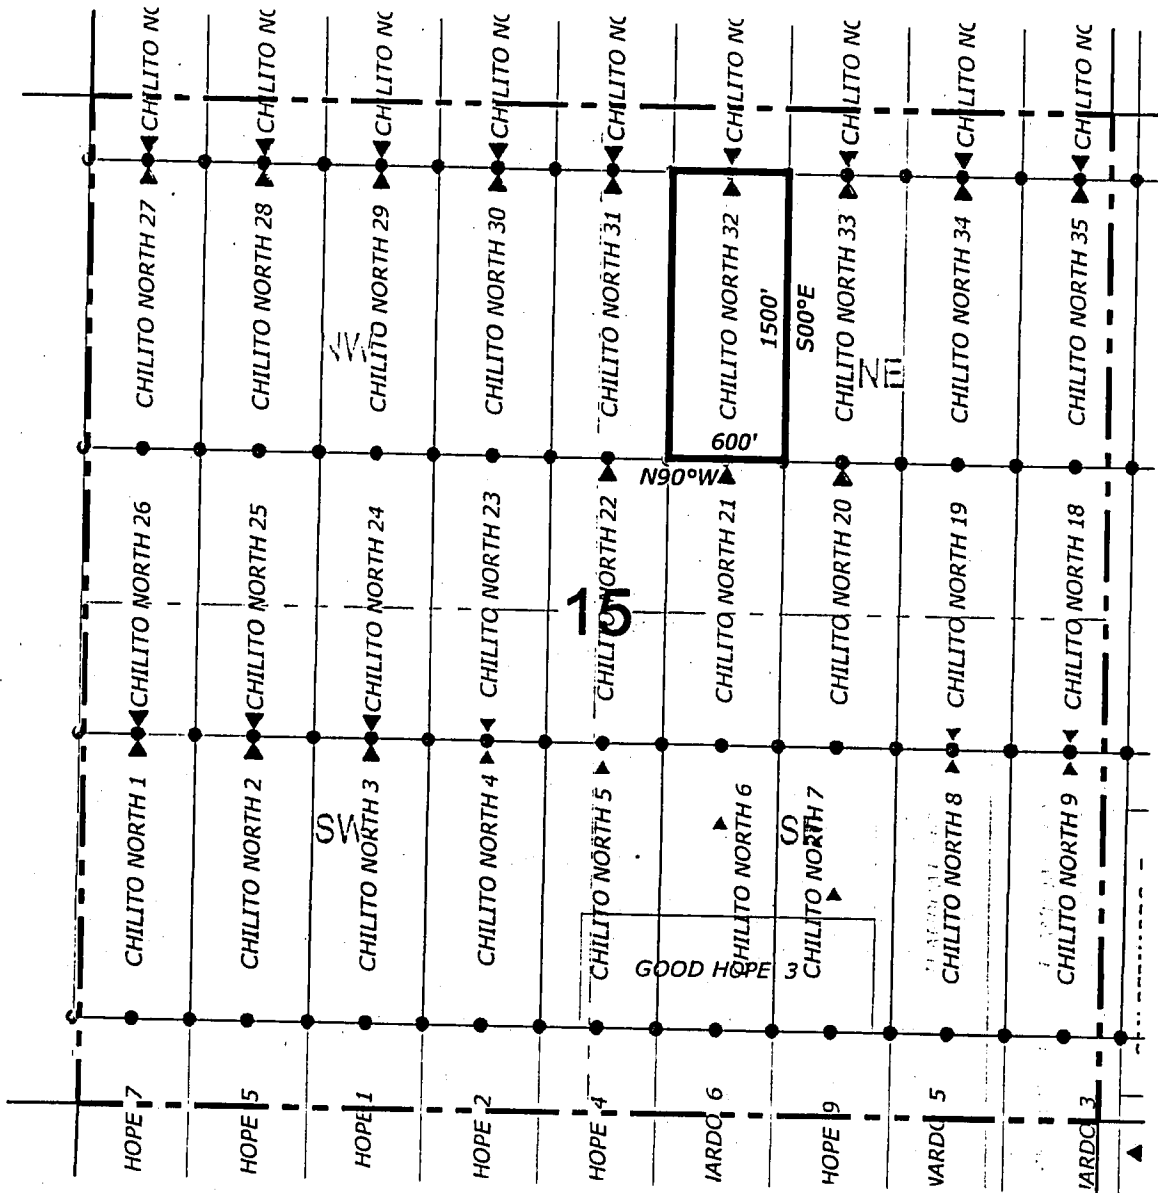 CHILITO NO
CHILITO NO
CHILITO NO
CHILITO NO
CHILITO NO
CHILITO NO
CHILITO NO
CHILITO NO
CHILITO NO
CHILITO NORTH 27
CHILITO NORTH 28
CHILITO NORTH 29
CHILITO NORTH 30
CHILITO NORTH 31
CHILITO NORTH 32
CHILITO NORTH 33
CHILITO NORTH 34
CHILITO NORTH 35
NW
NE
1500'
S00°E
600'
N90°W
CHILITO NORTH 26
CHILITO NORTH 25
CHILITO NORTH 24
CHILITO NORTH 23
CHILITO NORTH 22
CHILITO NORTH 21
CHILITO NORTH 20
CHILITO NORTH 19
CHILITO NORTH 18
15
CHILITO NORTH 1
CHILITO NORTH 2
CHILITO NORTH 3
CHILITO NORTH 4
CHILITO NORTH 5
CHILITO NORTH 6
CHILITO NORTH 7
CHILITO NORTH 8
CHILITO NORTH 9
SW
SE
GOOD HOPE 3
HOPE 7
HOPE 5
HOPE 1
HOPE 2
HOPE 4
IARDO 6
HOPE 9
VARDO 5
IARDO 3